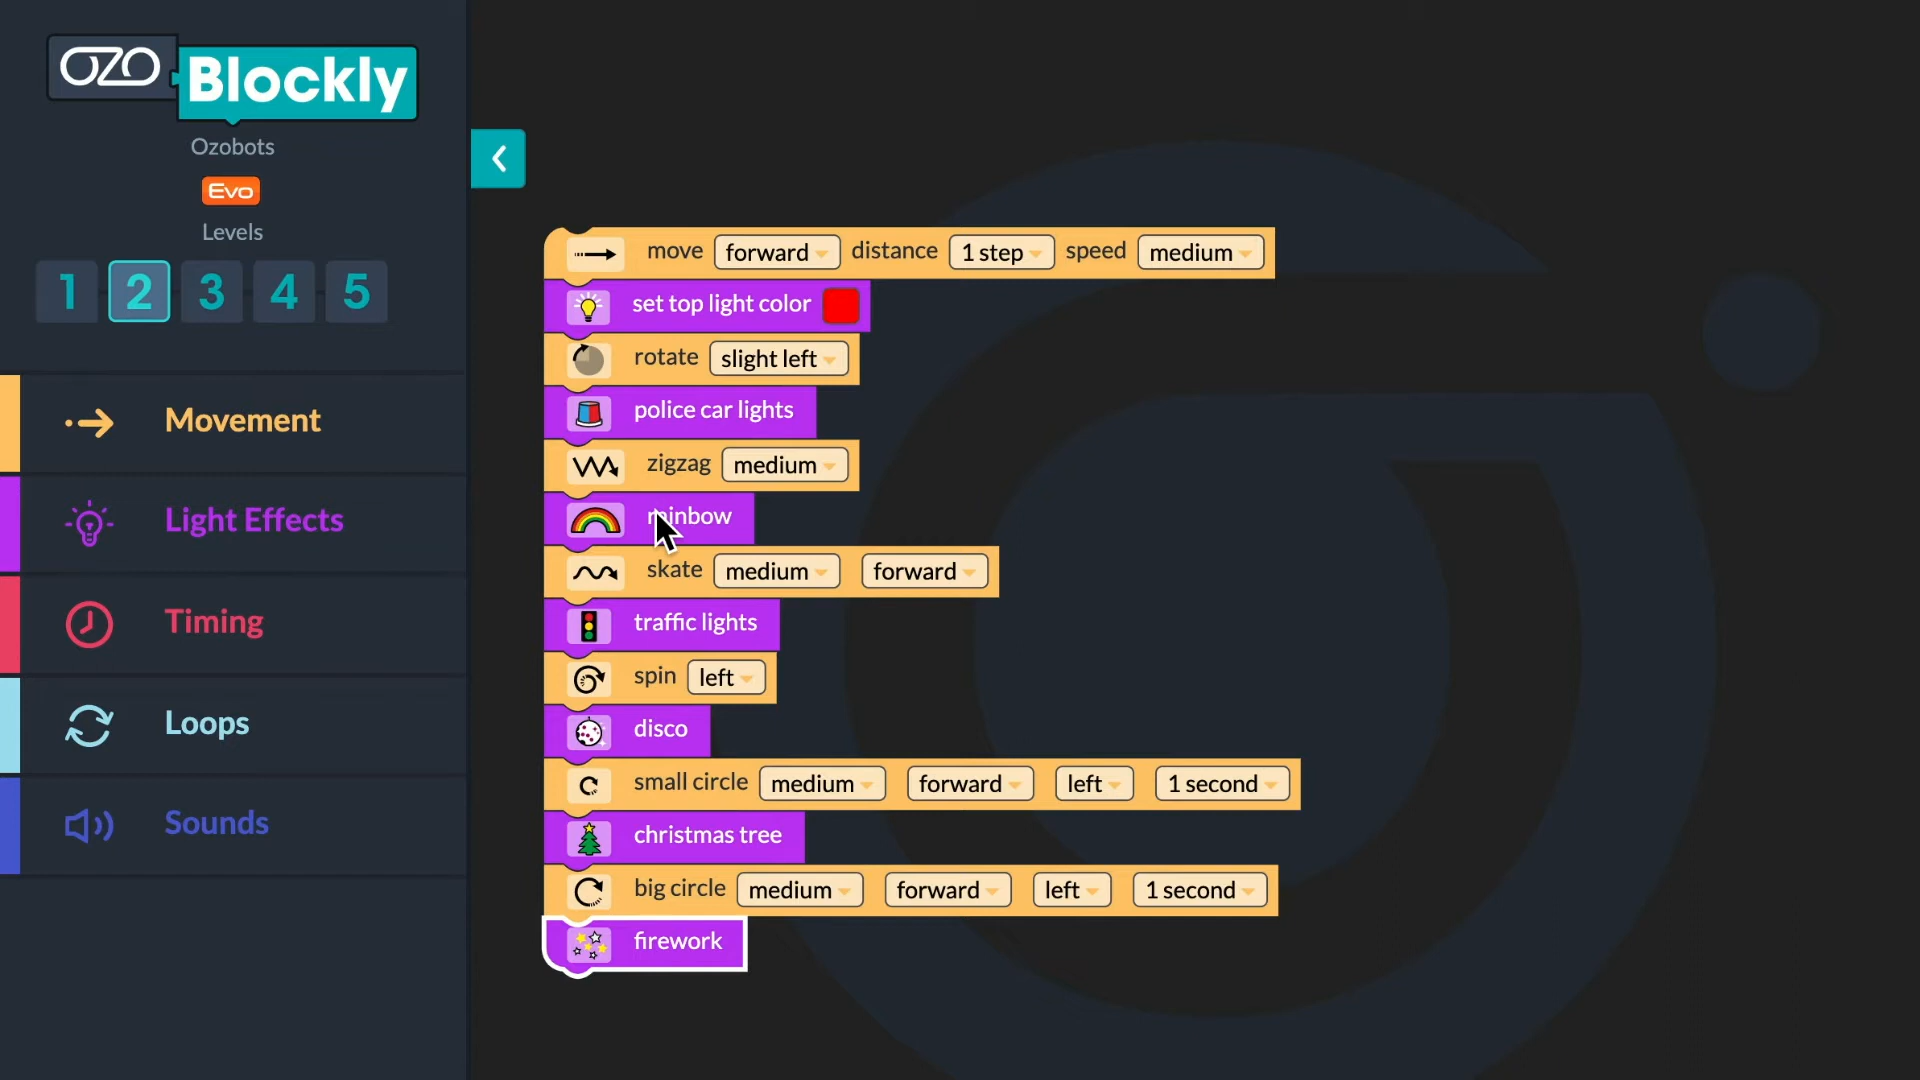 OZO Blockly
Ozobots
Evo
Levels
1 2 3 4 5
Movement
Light Effects
Timing
Loops
Sounds
move forward distance 1 step speed medium
set top light color
rotate slight left
police car lights
zigzag medium
rainbow
skate medium forward
traffic lights
spin left
disco
small circle medium forward left 1 second
christmas tree
big circle medium forward left 1 second
firework